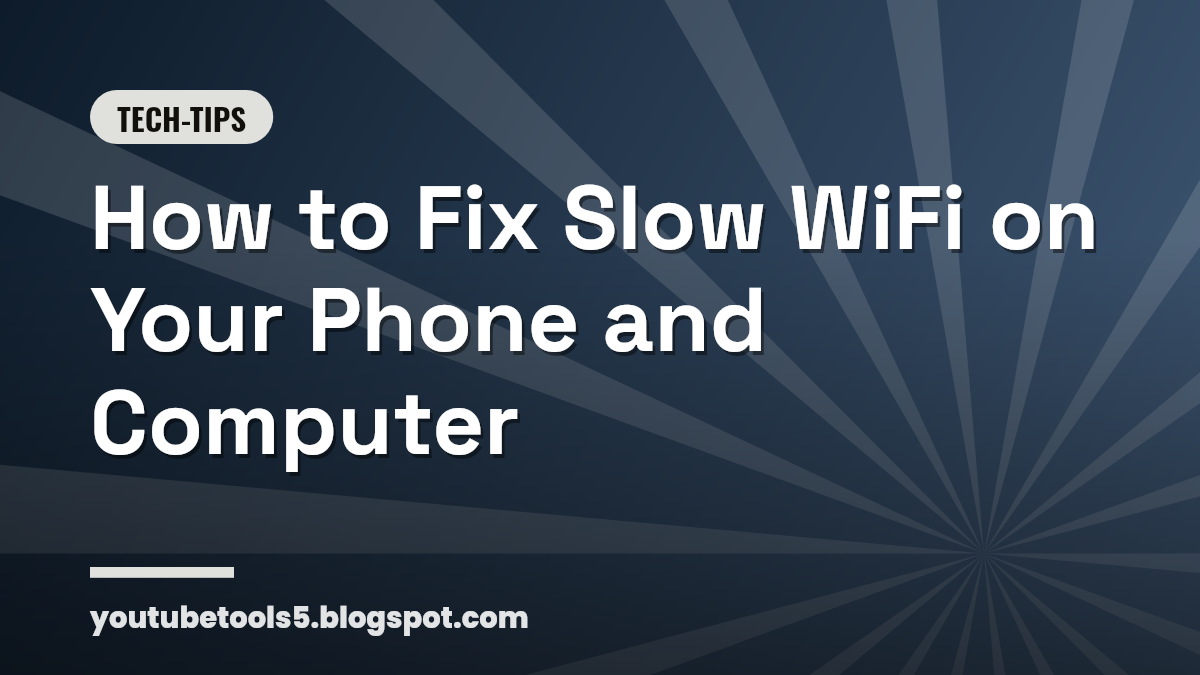 TECH-TIPS
How to Fix Slow WiFi on
Your Phone and
Computer
youtubetools5.blogspot.com